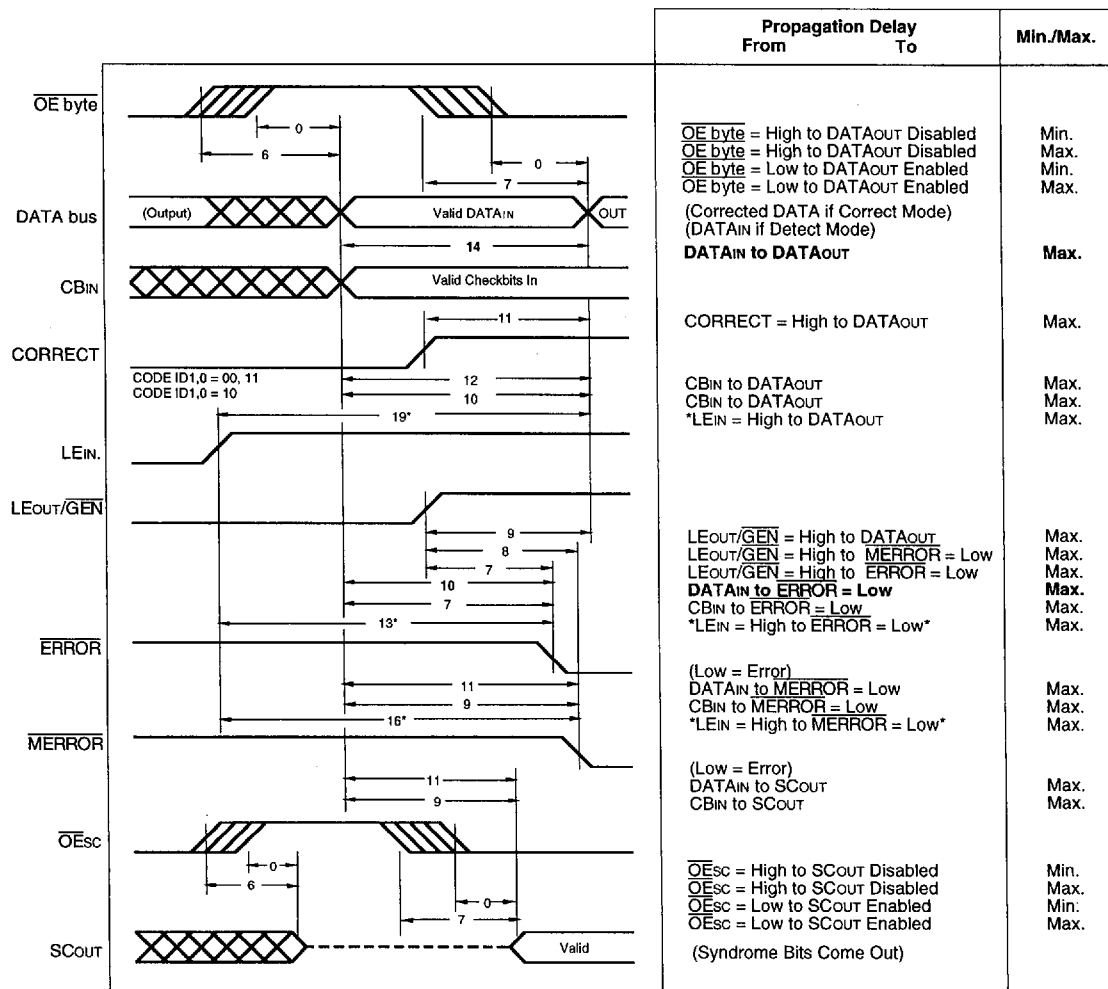 Propagation Delay
From To
Min./Max.
OE byte
0
6
0
7
OE byte = High to DATAOUT Disabled Min.
OE byte = High to DATAOUT Disabled Max.
OE byte = Low to DATAOUT Enabled Min.
OE byte = Low to DATAOUT Enabled Max.
DATA bus (Output) Valid DATAIN OUT
(Corrected DATA if Correct Mode)
(DATAIN if Detect Mode)
14
DATAIN to DATAOUT Max.
CBIN Valid Checkbits In
11
CORRECT = High to DATAOUT Max.
CORRECT
CODE ID1,0 = 00, 11 12 CBIN to DATAOUT Max.
CODE ID1,0 = 10 10 CBIN to DATAOUT Max.
19* *LEIN = High to DATAOUT Max.
LEIN.
LEOUT/GEN
9 LEOUT/GEN = High to DATAOUT Max.
8 LEOUT/GEN = High to MERROR = Low Max.
7 LEOUT/GEN = High to ERROR = Low Max.
10 DATAIN to ERROR = Low Max.
7 CBIN to ERROR = Low Max.
13* *LEIN = High to ERROR = Low* Max.
ERROR
(Low = Error)
11 DATAIN to MERROR = Low Max.
9 CBIN to MERROR = Low Max.
16* *LEIN = High to MERROR = Low* Max.
MERROR
(Low = Error)
11 DATAIN to SCOUT Max.
9 CBIN to SCOUT Max.
OESC
0
6
0
7
OESC = High to SCOUT Disabled Min.
OESC = High to SCOUT Disabled Max.
OESC = Low to SCOUT Enabled Min.
OESC = Low to SCOUT Enabled Max.
SCOUT Valid (Syndrome Bits Come Out)